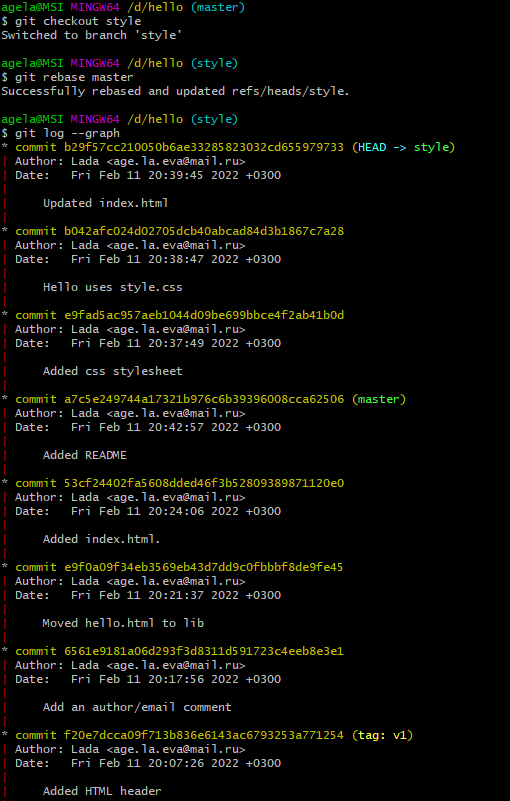 agela@MSI MINGW64 /d/hello (master)
$ git checkout style
Switched to branch 'style'
agela@MSI MINGW64 /d/hello (style)
$ git rebase master
Successfully rebased and updated refs/heads/style.
agela@MSI MINGW64 /d/hello (style)
$ git log --graph
* commit b29f57cc210050b6ae33285823032cd655979733 (HEAD -> style)
| Author: Lada <age.la.eva@mail.ru>
| Date:   Fri Feb 11 20:39:45 2022 +0300
|
|     Updated index.html
|
* commit b042afc024d02705dcb40abcad84d3b1867c7a28
| Author: Lada <age.la.eva@mail.ru>
| Date:   Fri Feb 11 20:38:47 2022 +0300
|
|     Hello uses style.css
|
* commit e9fad5ac957aeb1044d09be699bbce4f2ab41b0d
| Author: Lada <age.la.eva@mail.ru>
| Date:   Fri Feb 11 20:37:49 2022 +0300
|
|     Added css stylesheet
|
* commit a7c5e249744a17321b976c6b39396008cca62506 (master)
| Author: Lada <age.la.eva@mail.ru>
| Date:   Fri Feb 11 20:42:57 2022 +0300
|
|     Added README
|
* commit 53cf24402fa5608dded46f3b52809389871120e0
| Author: Lada <age.la.eva@mail.ru>
| Date:   Fri Feb 11 20:24:06 2022 +0300
|
|     Added index.html.
|
* commit e9f0a09f34eb3569eb43d7dd9c0fbbbf8de9fe45
| Author: Lada <age.la.eva@mail.ru>
| Date:   Fri Feb 11 20:21:37 2022 +0300
|
|     Moved hello.html to lib
|
* commit 6561e9181a06d293f3d8311d591723c4eeb8e3e1
| Author: Lada <age.la.eva@mail.ru>
| Date:   Fri Feb 11 20:17:56 2022 +0300
|
|     Add an author/email comment
|
* commit f20e7dcca09f713b836e6143ac6793253a771254 (tag: v1)
| Author: Lada <age.la.eva@mail.ru>
| Date:   Fri Feb 11 20:07:26 2022 +0300
|
|     Added HTML header